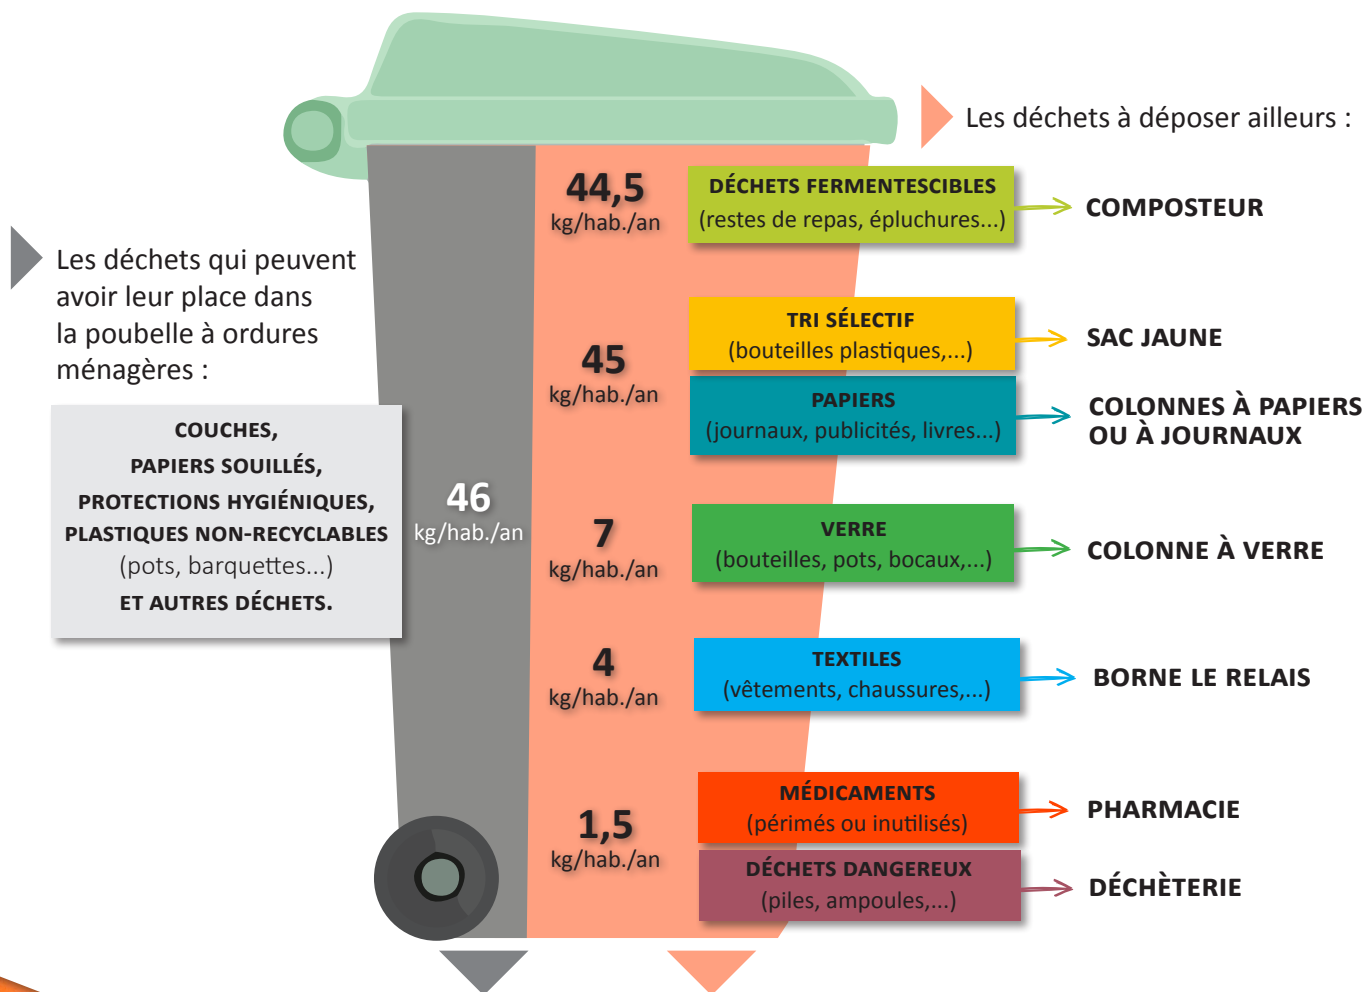 Les déchets à déposer ailleurs :
44,5
kg/hab./an
DÉCHETS FERMENTESCIBLES
(restes de repas, épluchures...)
COMPOSTEUR
Les déchets qui peuvent
avoir leur place dans
la poubelle à ordures
ménagères :
COUCHES,
PAPIERS SOUILLÉS,
PROTECTIONS HYGIÉNIQUES,
PLASTIQUES NON-RECYCLABLES
(pots, barquettes...)
ET AUTRES DÉCHETS.
46
kg/hab./an
45
kg/hab./an
TRI SÉLECTIF
(bouteilles plastiques,...)
SAC JAUNE
PAPIERS
(journaux, publicités, livres...)
COLONNES À PAPIERS
OU À JOURNAUX
7
kg/hab./an
VERRE
(bouteilles, pots, bocaux,...)
COLONNE À VERRE
4
kg/hab./an
TEXTILES
(vêtements, chaussures,...)
BORNE LE RELAIS
1,5
kg/hab./an
MÉDICAMENTS
(périmés ou inutilisés)
PHARMACIE
DÉCHETS DANGEREUX
(piles, ampoules,...)
DÉCHÈTERIE